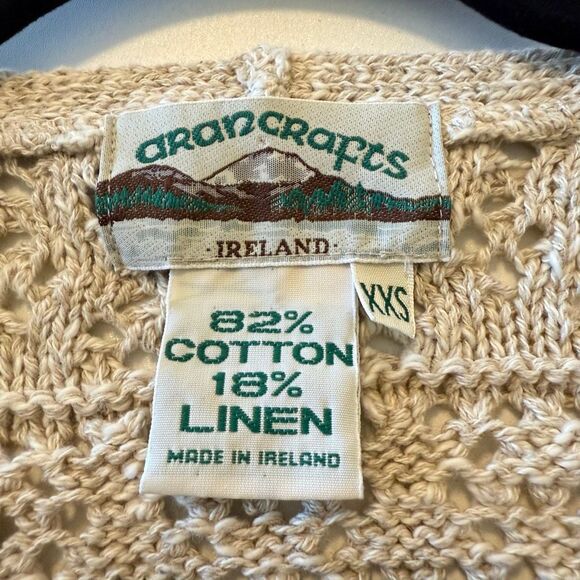 arancrafts
· IRELAND ·
XXS
82%
COTTON
18%
LINEN
MADE IN IRELAND